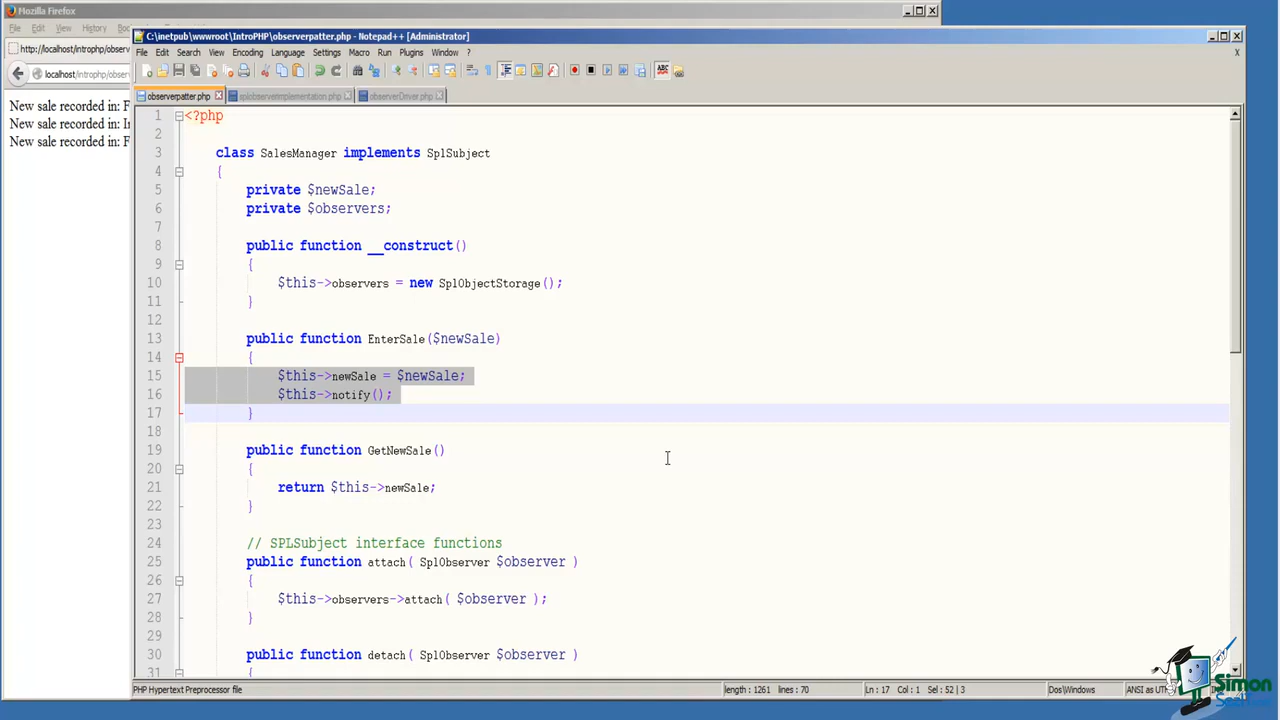 Mozilla Firefox
File Edit View History
http://localhost/introphp/observ
localhost/introphp/obser
New sale recorded in: F
New sale recorded in: I
New sale recorded in: F
C:\inetpub\wwwroot\IntroPHP\observerpatter.php - Notepad++ [Administrator]
File Edit Search View Encoding Language Settings Macro Run Plugins Window ? X
observerpatter.php splobserverimplementation.php observerDriver.php
1 <?php
2
3 class SalesManager implements SplSubject
4 {
5 private $newSale;
6 private $observers;
7
8 public function __construct()
9 {
10 $this->observers = new SplObjectStorage();
11 }
12
13 public function EnterSale($newSale)
14 {
15 $this->newSale = $newSale;
16 $this->notify();
17 }
18
19 public function GetNewSale()
20 {
21 return $this->newSale;
22 }
23
24 // SPLSubject interface functions
25 public function attach( SplObserver $observer )
26 {
27 $this->observers->attach( $observer );
28 }
29
30 public function detach( SplObserver $observer )
31 {
PHP Hypertext Preprocessor file length : 1261 lines : 70 Ln : 17 Col : 1 Sel : 52 | 3 Dos\Windows ANSI as UT
Simon